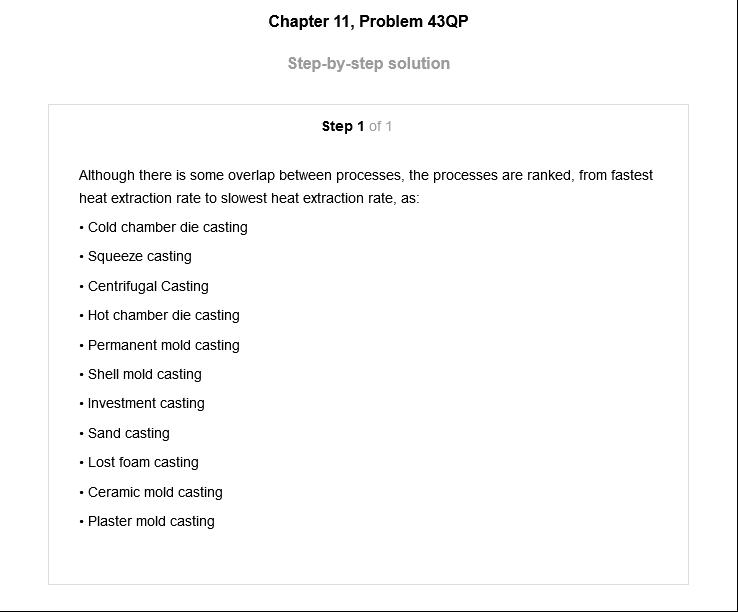 Chapter 11, Problem 43QP
Step-by-step solution
Step 1 of 1
Although there is some overlap between processes, the processes are ranked, from fastest
heat extraction rate to slowest heat extraction rate, as:
• Cold chamber die casting
• Squeeze casting
• Centrifugal Casting
• Hot chamber die casting
• Permanent mold casting
• Shell mold casting
• Investment casting
• Sand casting
• Lost foam casting
• Ceramic mold casting
• Plaster mold casting